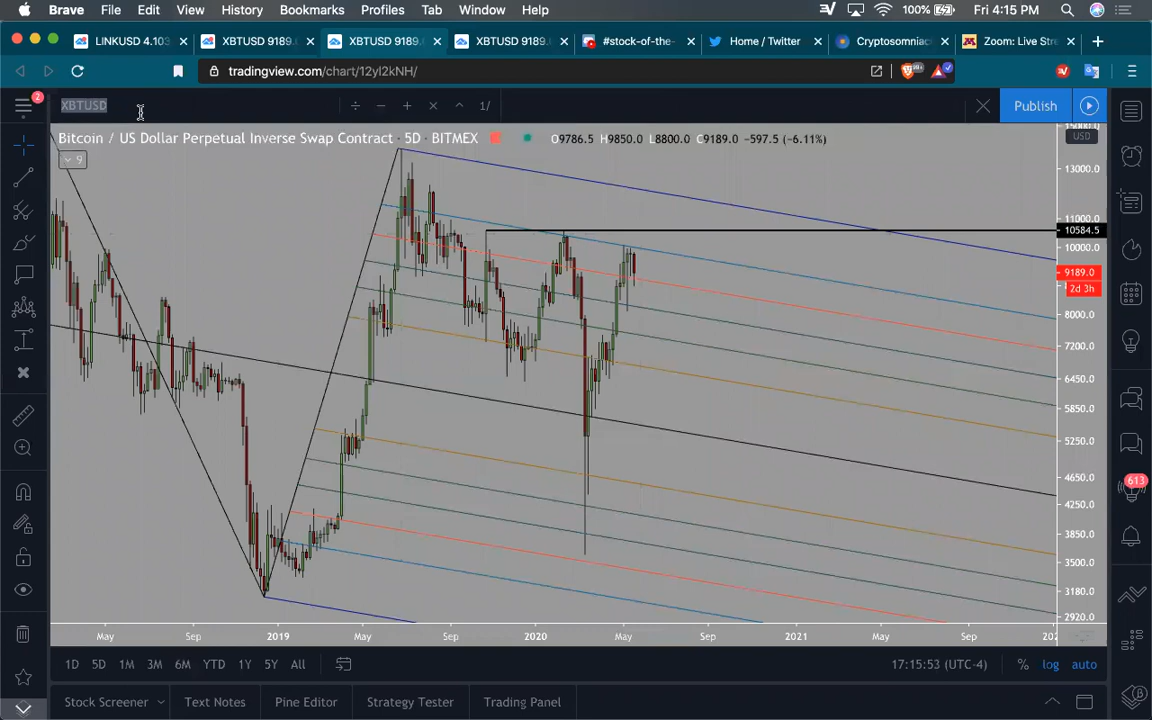 Brave File Edit View History Bookmarks Profiles Tab Window Help 100% Fri 4:15 PM
LINKUSD 4.103 XBTUSD 9189. XBTUSD 9189. XBTUSD 9189. #stock-of-the- Home / Twitter Cryptosomniac Zoom: Live Stre
tradingview.com/chart/12yl2kNH/
2 XBTUSD 1/ Publish
Bitcoin / US Dollar Perpetual Inverse Swap Contract · 5D · BITMEX O9786.5 H9850.0 L8800.0 C9189.0 -597.5 (-6.11%) USD
9
13000.0
11000.0
10584.5
10000.0
9189.0
2d 3h
8000.0
7200.0
6450.0
5850.0
5250.0
4650.0
613
4250.0
3850.0
3500.0
3180.0
2920.0
May Sep 2019 May Sep 2020 May Sep 2021 May Sep
1D 5D 1M 3M 6M YTD 1Y 5Y All 17:15:53 (UTC-4) % log auto
Stock Screener Text Notes Pine Editor Strategy Tester Trading Panel